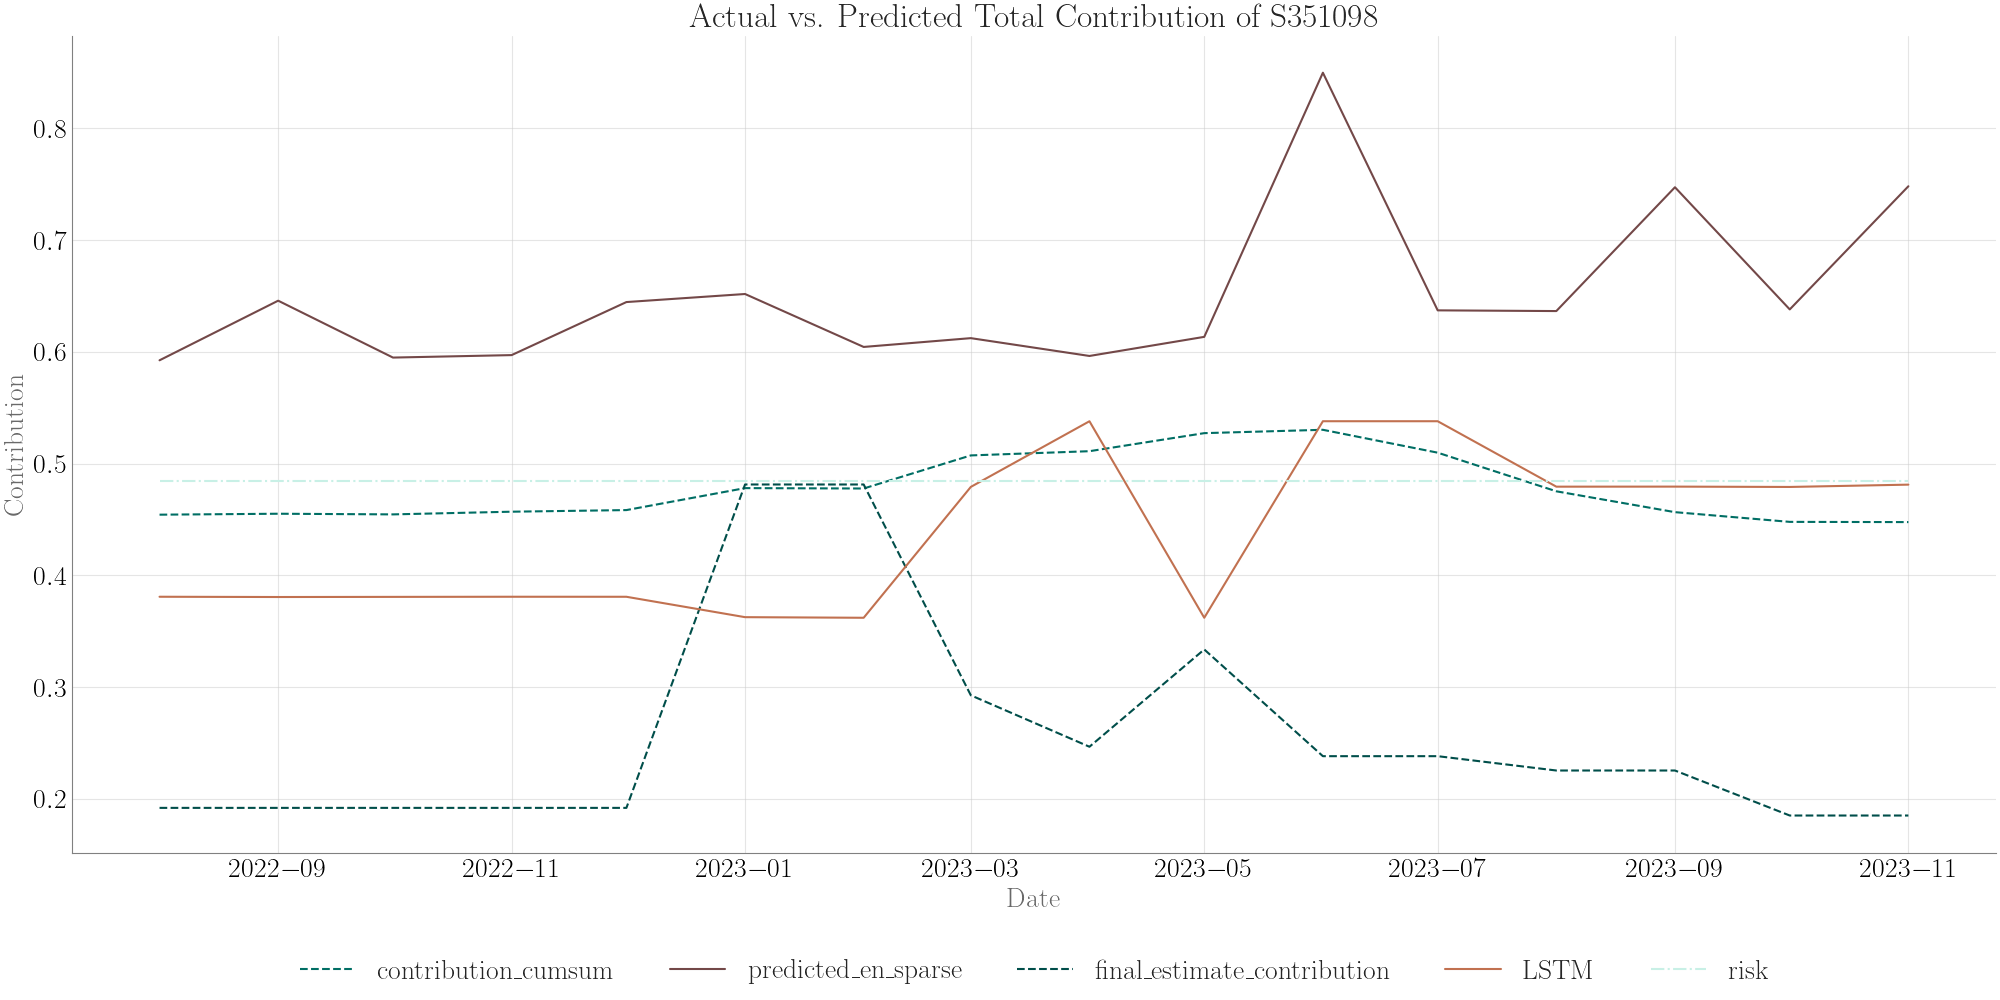 Actual vs. Predicted Total Contribution of S351098
Contribution
0.8
0.7
0.6
0.5
0.4
0.3
0.2
2022–09 2022–11 2023–01 2023–03 2023–05 2023–07 2023–09 2023–11
Date
contribution_cumsum predicted_en_sparse final_estimate_contribution LSTM risk